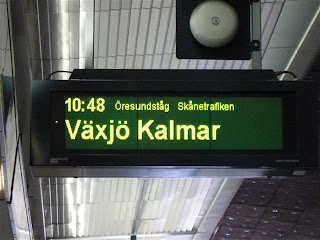 10:48 Öresundståg Skånetrafiken
Växjö Kalmar